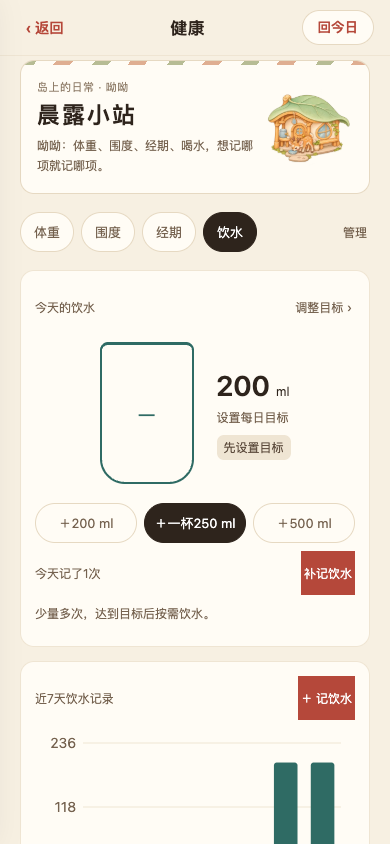 ‹ 返回
健康
回今日
岛上的日常 · 呦呦
晨露小站
呦呦：体重、围度、经期、喝水，想记哪
项就记哪项。
体重
围度
经期
饮水
管理
今天的饮水
调整目标 ›
—
200 ml
设置每日目标
先设置目标
＋200 ml
＋一杯250 ml
＋500 ml
今天记了1次
补记饮水
少量多次，达到目标后按需饮水。
近7天饮水记录
＋ 记饮水
236
118